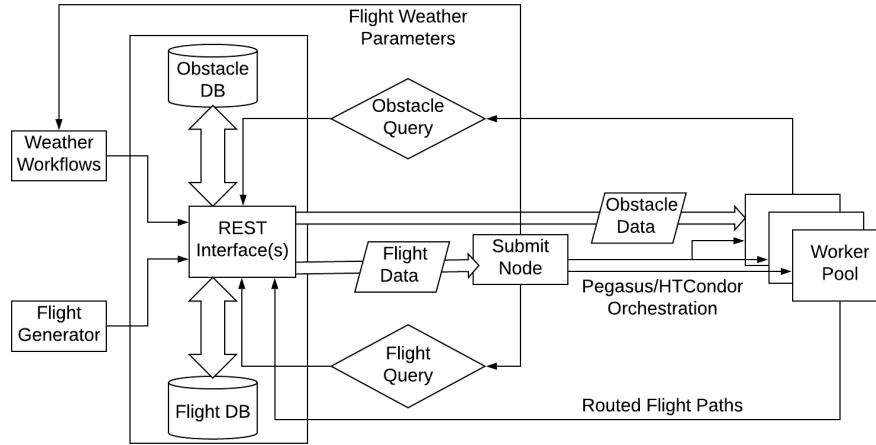 Flight Weather
Parameters
Obstacle
DB
Obstacle
Query
Weather
Workflows
REST
Interface(s)
Obstacle
Data
Flight
Data
Submit
Node
Worker
Pool
Pegasus/HTCondor
Orchestration
Flight
Generator
Flight
Query
Flight DB
Routed Flight Paths